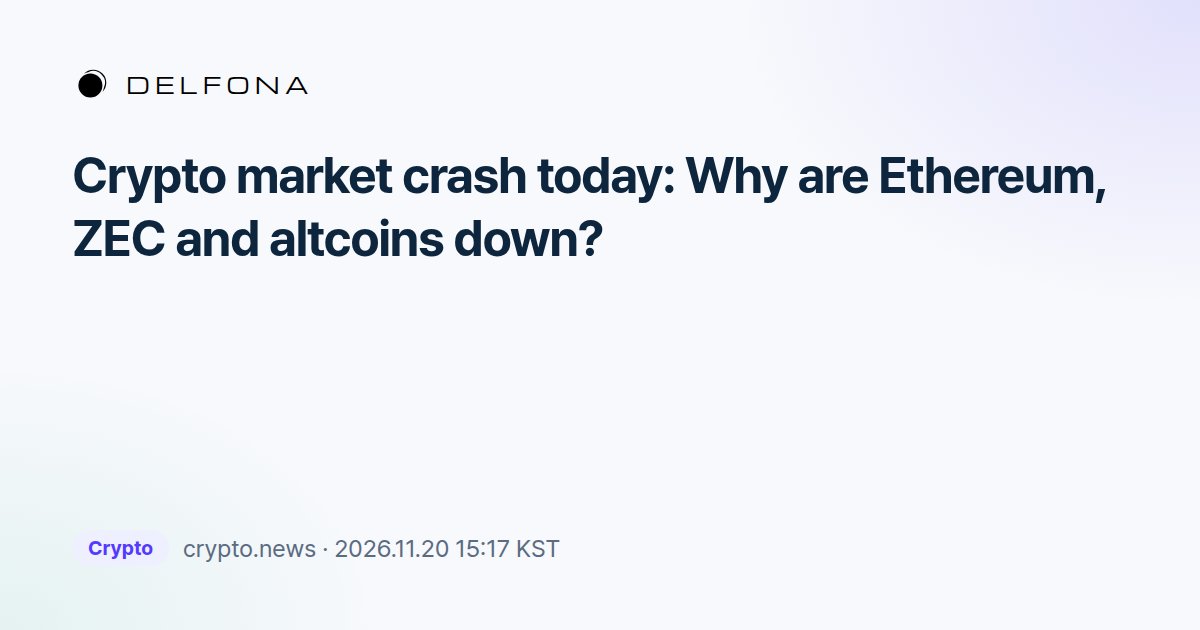 DELFONA
Crypto market crash today: Why are Ethereum,
ZEC and altcoins down?
Crypto crypto.news · 2026.11.20 15:17 KST